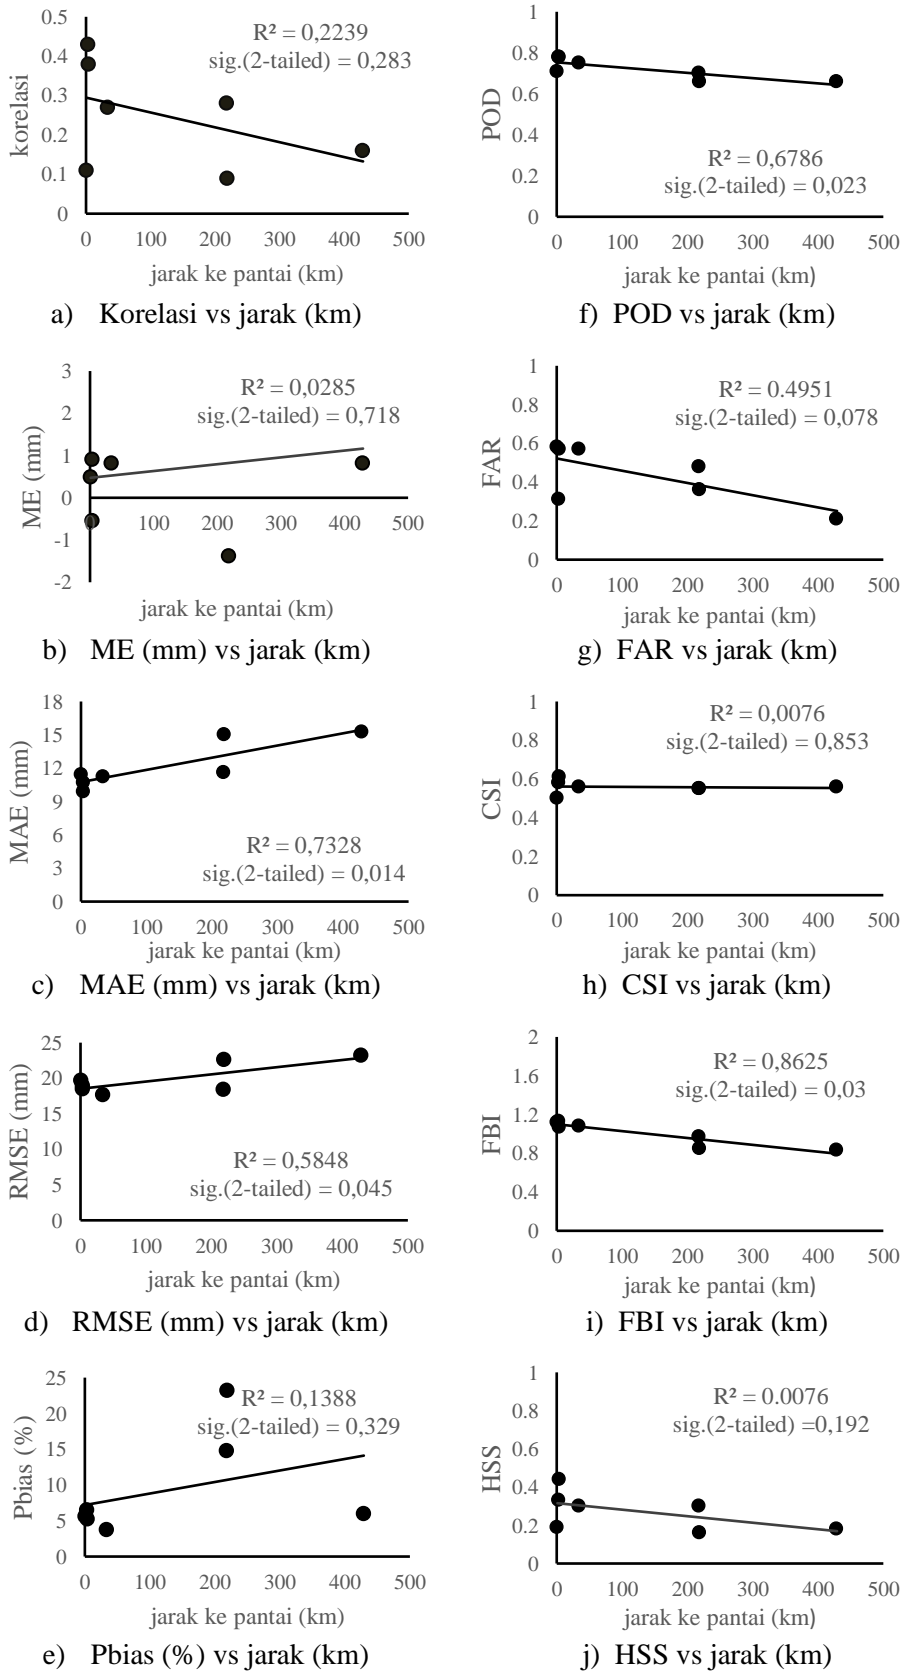 0.5
0.4
0.3
0.2
0.1
0
korelasi
R² = 0,2239
sig.(2-tailed) = 0,283
0 100 200 300 400 500
jarak ke pantai (km)
a) Korelasi vs jarak (km)
1
0.8
0.6
0.4
0.2
0
POD
R² = 0,6786
sig.(2-tailed) = 0,023
0 100 200 300 400 500
jarak ke pantai (km)
f) POD vs jarak (km)
3
2
1
0
-1
-2
ME (mm)
R² = 0,0285
sig.(2-tailed) = 0,718
0 100 200 300 400 500
jarak ke pantai (km)
b) ME (mm) vs jarak (km)
1
0.8
0.6
0.4
0.2
0
FAR
R² = 0.4951
sig.(2-tailed) = 0,078
0 100 200 300 400 500
jarak ke pantai (km)
g) FAR vs jarak (km)
18
15
12
9
6
3
0
MAE (mm)
R² = 0,7328
sig.(2-tailed) = 0,014
0 100 200 300 400 500
jarak ke pantai (km)
c) MAE (mm) vs jarak (km)
1
0.8
0.6
0.4
0.2
0
CSI
R² = 0,0076
sig.(2-tailed) = 0,853
0 100 200 300 400 500
jarak ke pantai (km)
h) CSI vs jarak (km)
25
20
15
10
5
0
RMSE (mm)
R² = 0,5848
sig.(2-tailed) = 0,045
0 100 200 300 400 500
jarak ke pantai (km)
d) RMSE (mm) vs jarak (km)
2
1.6
1.2
0.8
0.4
0
FBI
R² = 0,8625
sig.(2-tailed) = 0,03
0 100 200 300 400 500
jarak ke pantai (km)
i) FBI vs jarak (km)
25
20
15
10
5
0
Pbias (%)
R² = 0,1388
sig.(2-tailed) = 0,329
0 100 200 300 400 500
jarak ke pantai (km)
e) Pbias (%) vs jarak (km)
1
0.8
0.6
0.4
0.2
0
HSS
R² = 0.0076
sig.(2-tailed) =0,192
0 100 200 300 400 500
jarak ke pantai (km)
j) HSS vs jarak (km)